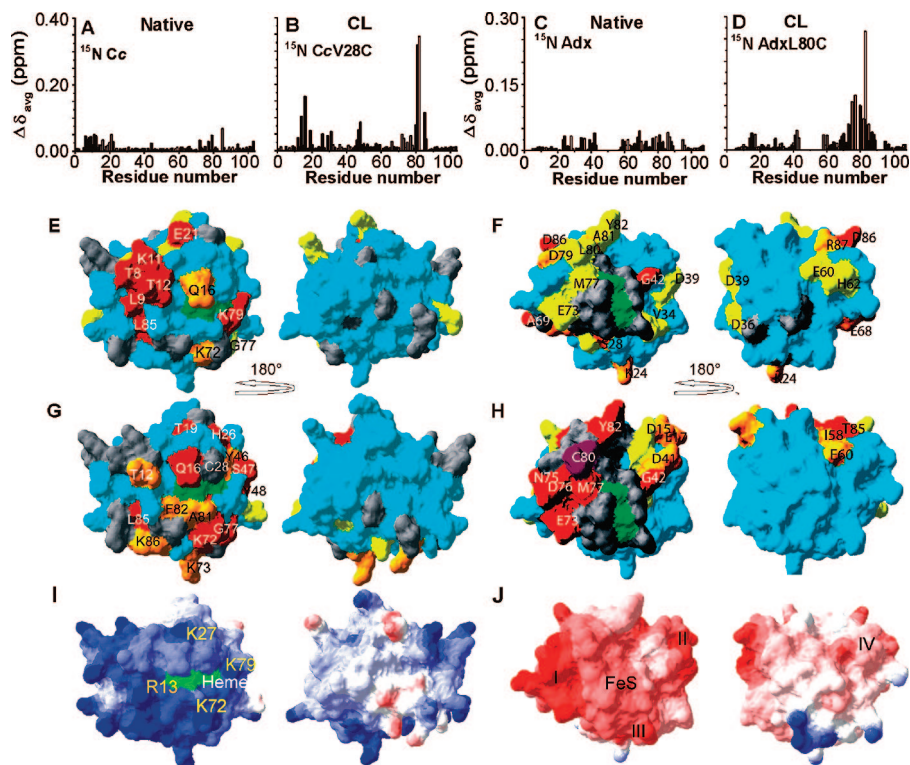 A Native B CL C Native D CL
¹⁵N Cc ¹⁵N CcV28C ¹⁵N Adx ¹⁵N AdxL80C
Δδavg (ppm) 0.40 0.20 0.00
Δδavg (ppm) 0.30 0.15 0.00
0 20 40 60 80 100 0 20 40 60 80 100 0 20 40 60 80 100 0 20 40 60 80 100
Residue number Residue number Residue number Residue number
E
E21
K11
T8
T12
L9
Q16
K79
L85
K72
G77
180°
F
Y82
A81
D86
L80
D79
M77
G42
D39
E73
V34
A69
K24
R87
D86
E60
D39
H62
D36
E68
K24
180°
G
T19
H26
Y46
Q16
C28
S47
T12
F82
A81
L85
G77
K72
K86
K73
H
Y82
D15
C80
D41
N75
G42
D76
M77
E73
I58
T85
E60
I
K27
K79
R13
Heme
K72
J
I
II
FeS
III
IV